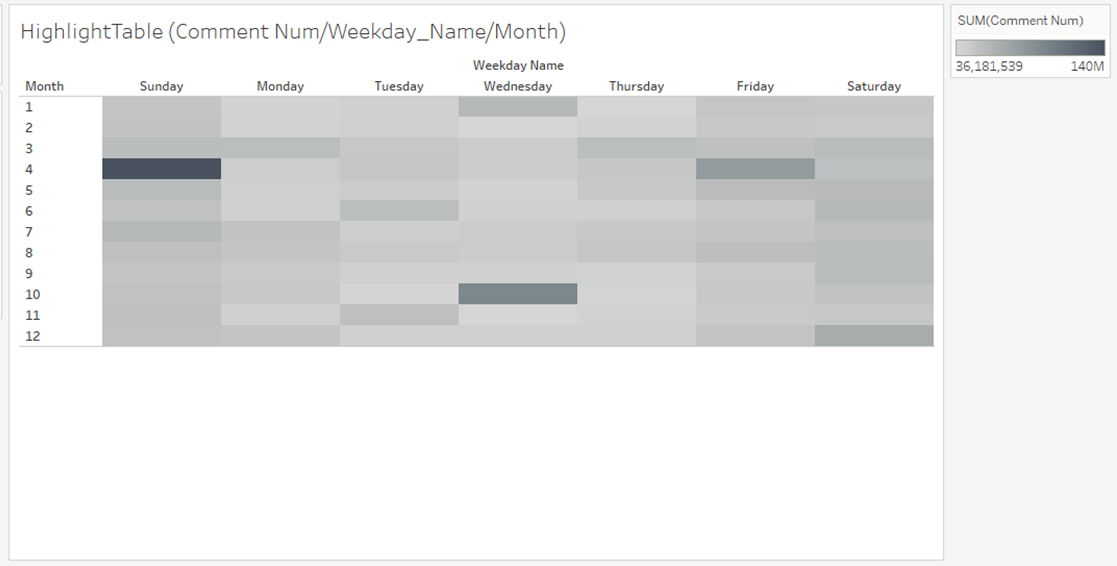 HighlightTable (Comment Num/Weekday_Name/Month)
SUM(Comment Num)
36,181,539 140M
Weekday Name
Month Sunday Monday Tuesday Wednesday Thursday Friday Saturday
1
2
3
4
5
6
7
8
9
10
11
12